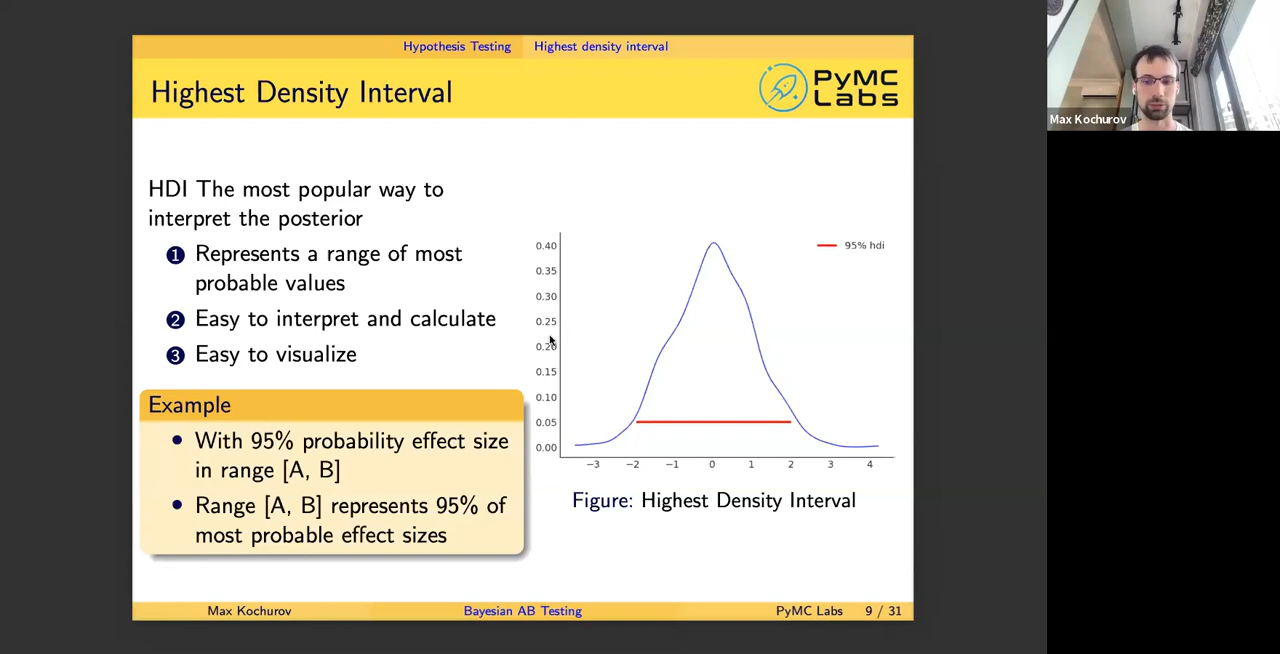 Hypothesis Testing Highest density interval
Highest Density Interval
PyMC
Labs
Max Kochurov
HDI The most popular way to
interpret the posterior
1 Represents a range of most
probable values
2 Easy to interpret and calculate
3 Easy to visualize
Example
• With 95% probability effect size
in range [A, B]
• Range [A, B] represents 95% of
most probable effect sizes
95% hdi
0.40
0.35
0.30
0.25
0.20
0.15
0.10
0.05
0.00
−3 −2 −1 0 1 2 3 4
Figure: Highest Density Interval
Max Kochurov Bayesian AB Testing PyMC Labs 9 / 31